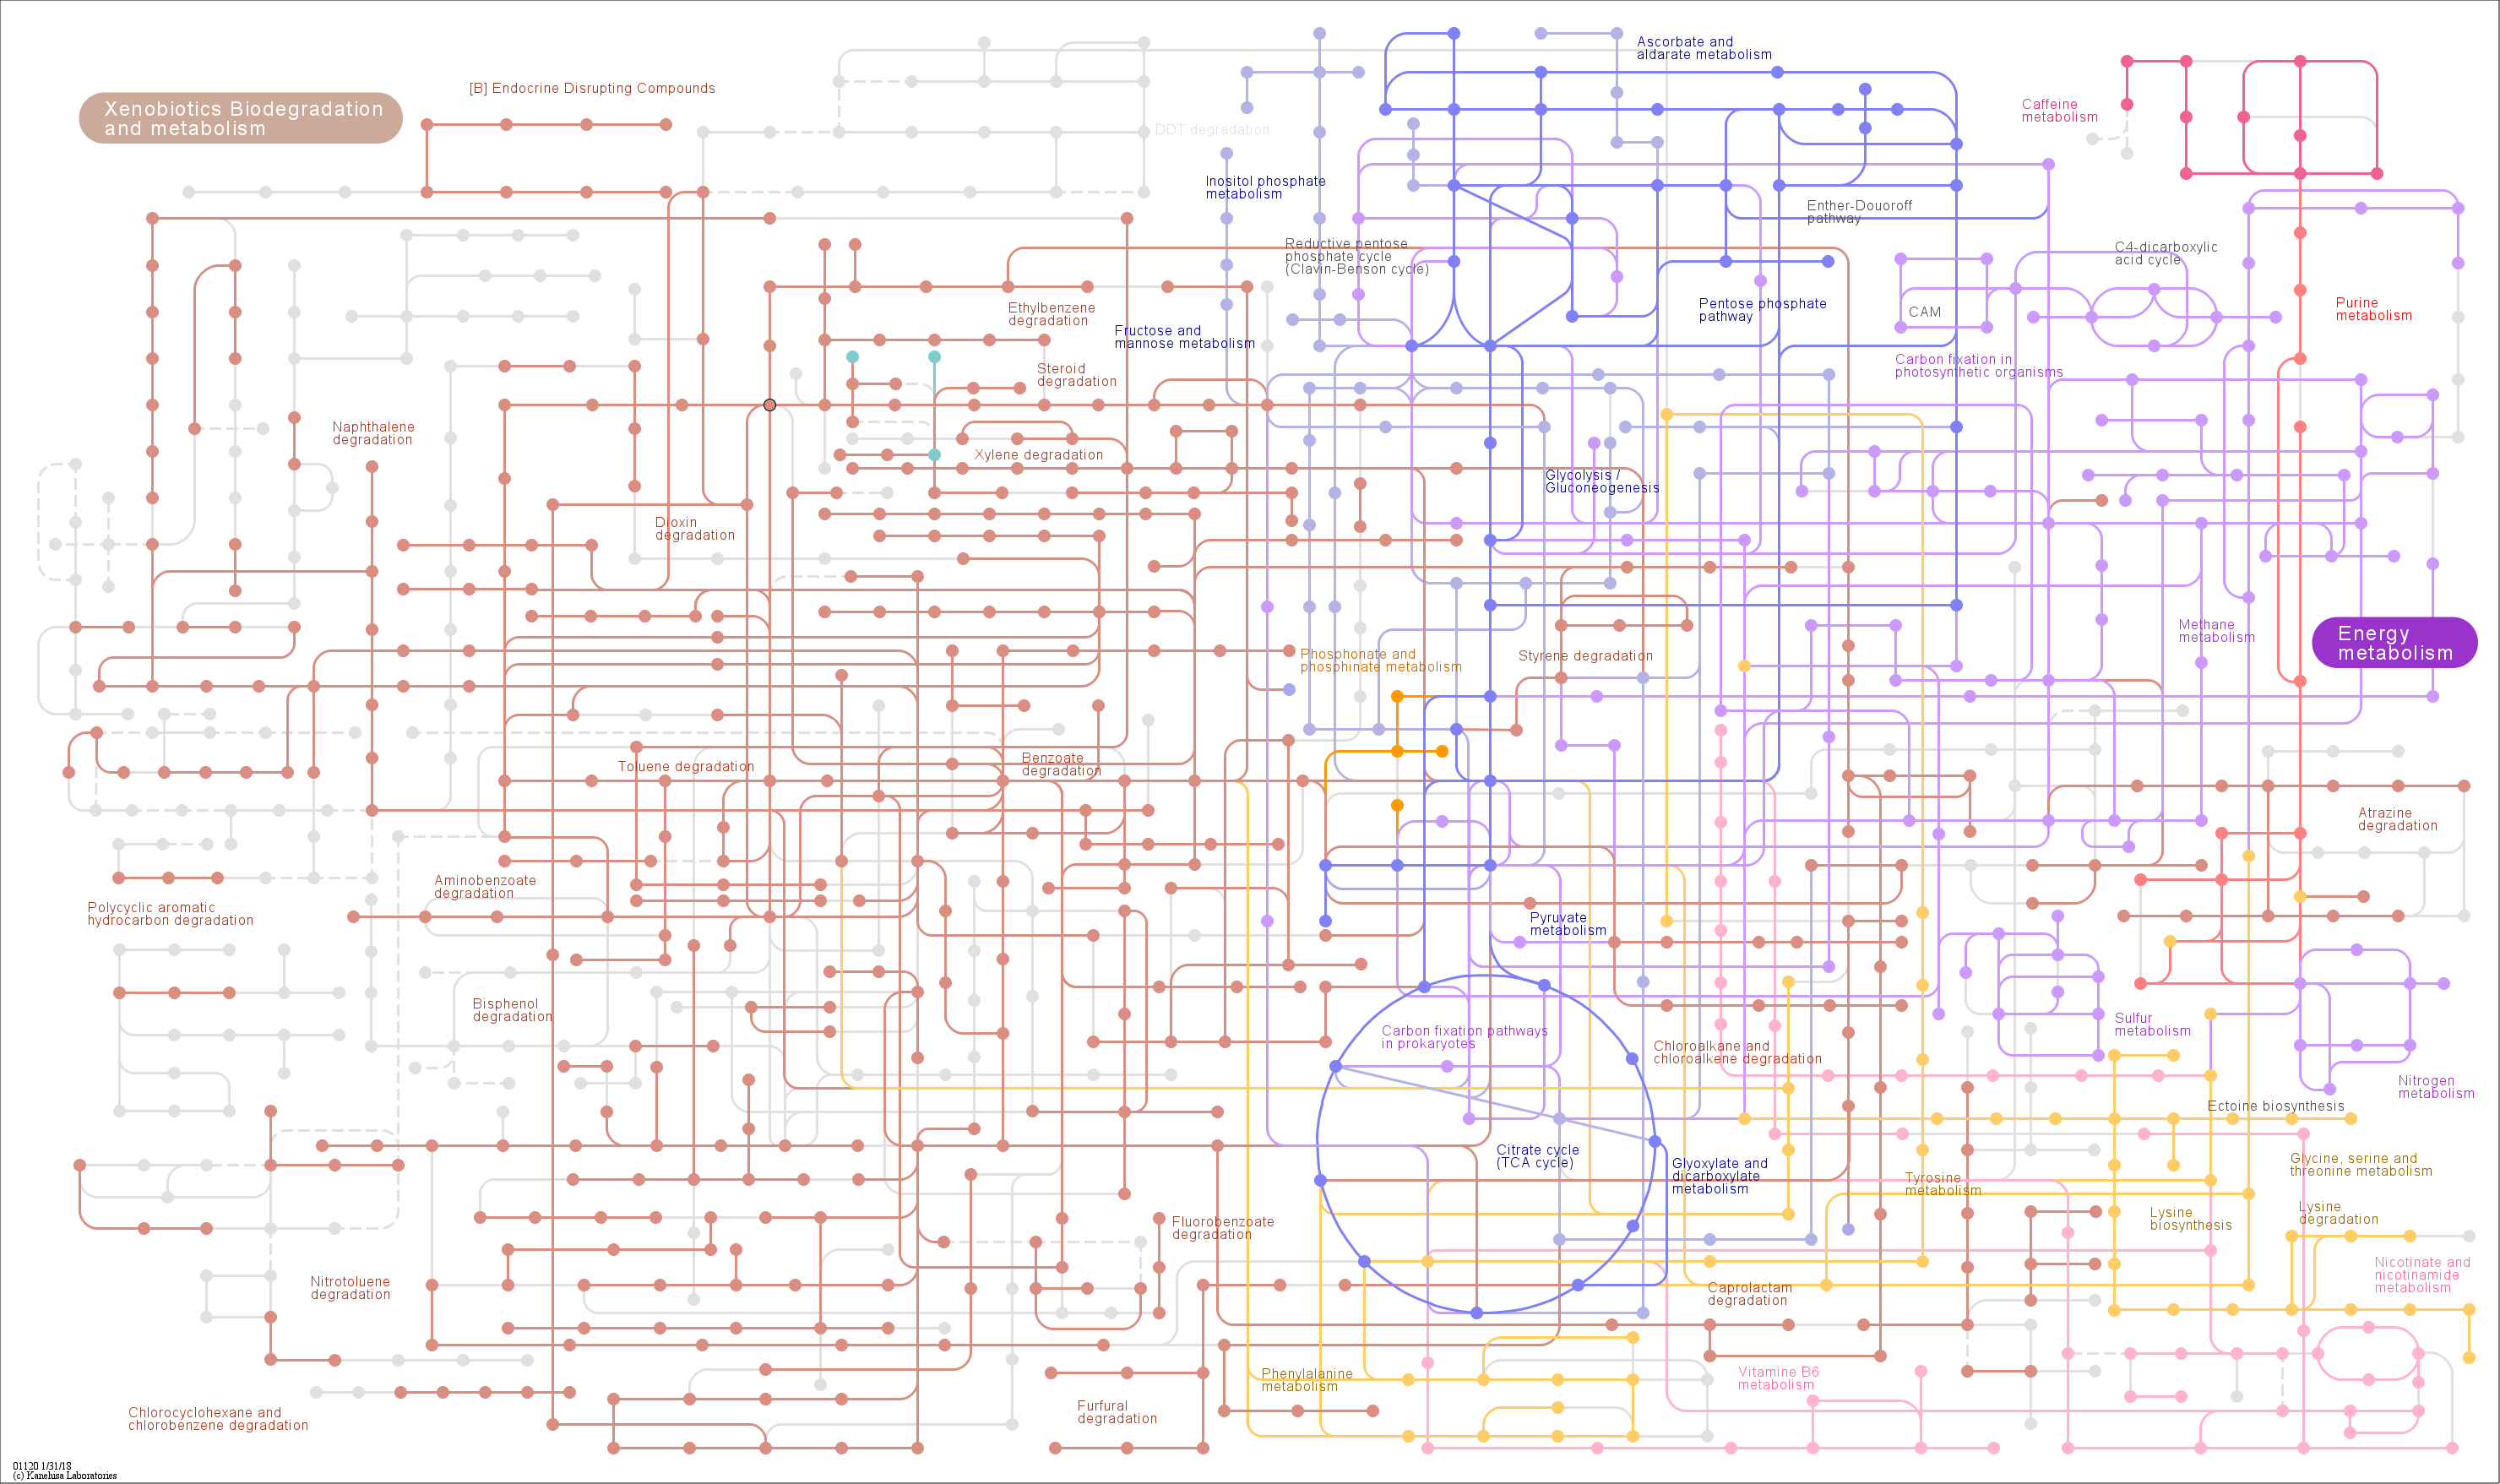 Ascorbate and
aldarate metabolism
[B] Endocrine Disrupting Compounds
Xenobiotics Biodegradation
and metabolism
DDT degradation
Caffeine
metabolism
Inositol phosphate
metabolism
Enther-Douoroff
pathway
Reductive pentose
phosphate cycle
(Clavin-Benson cycle)
C4-dicarboxylic
acid cycle
Ethylbenzene
degradation
Pentose phosphate
pathway
CAM
Purine
metabolism
Fructose and
mannose metabolism
Carbon fixation in
photosynthetic organisms
Steroid
degradation
Naphthalene
degradation
Xylene degradation
Glycolysis /
Gluconeogenesis
Dioxin
degradation
Methane
metabolism
Energy
metabolism
Phosphonate and
phosphinate metabolism
Styrene degradation
Toluene degradation
Benzoate
degradation
Atrazine
degradation
Aminobenzoate
degradation
Polycyclic aromatic
hydrocarbon degradation
Pyruvate
metabolism
Bisphenol
degradation
Carbon fixation pathways
in prokaryotes
Chloroalkane and
chloroalkene degradation
Sulfur
metabolism
Nitrogen
metabolism
Ectoine biosynthesis
Citrate cycle
(TCA cycle)
Glyoxylate and
dicarboxylate
metabolism
Tyrosine
metabolism
Glycine, serine and
threonine metabolism
Lysine
biosynthesis
Lysine
degradation
Fluorobenzoate
degradation
Nitrotoluene
degradation
Caprolactam
degradation
Nicotinate and
nicotinamide
metabolism
Phenylalanine
metabolism
Vitamine B6
metabolism
Chlorocyclohexane and
chlorobenzene degradation
Furfural
degradation
01120 1/31/18
(c) Kanehisa Laboratories